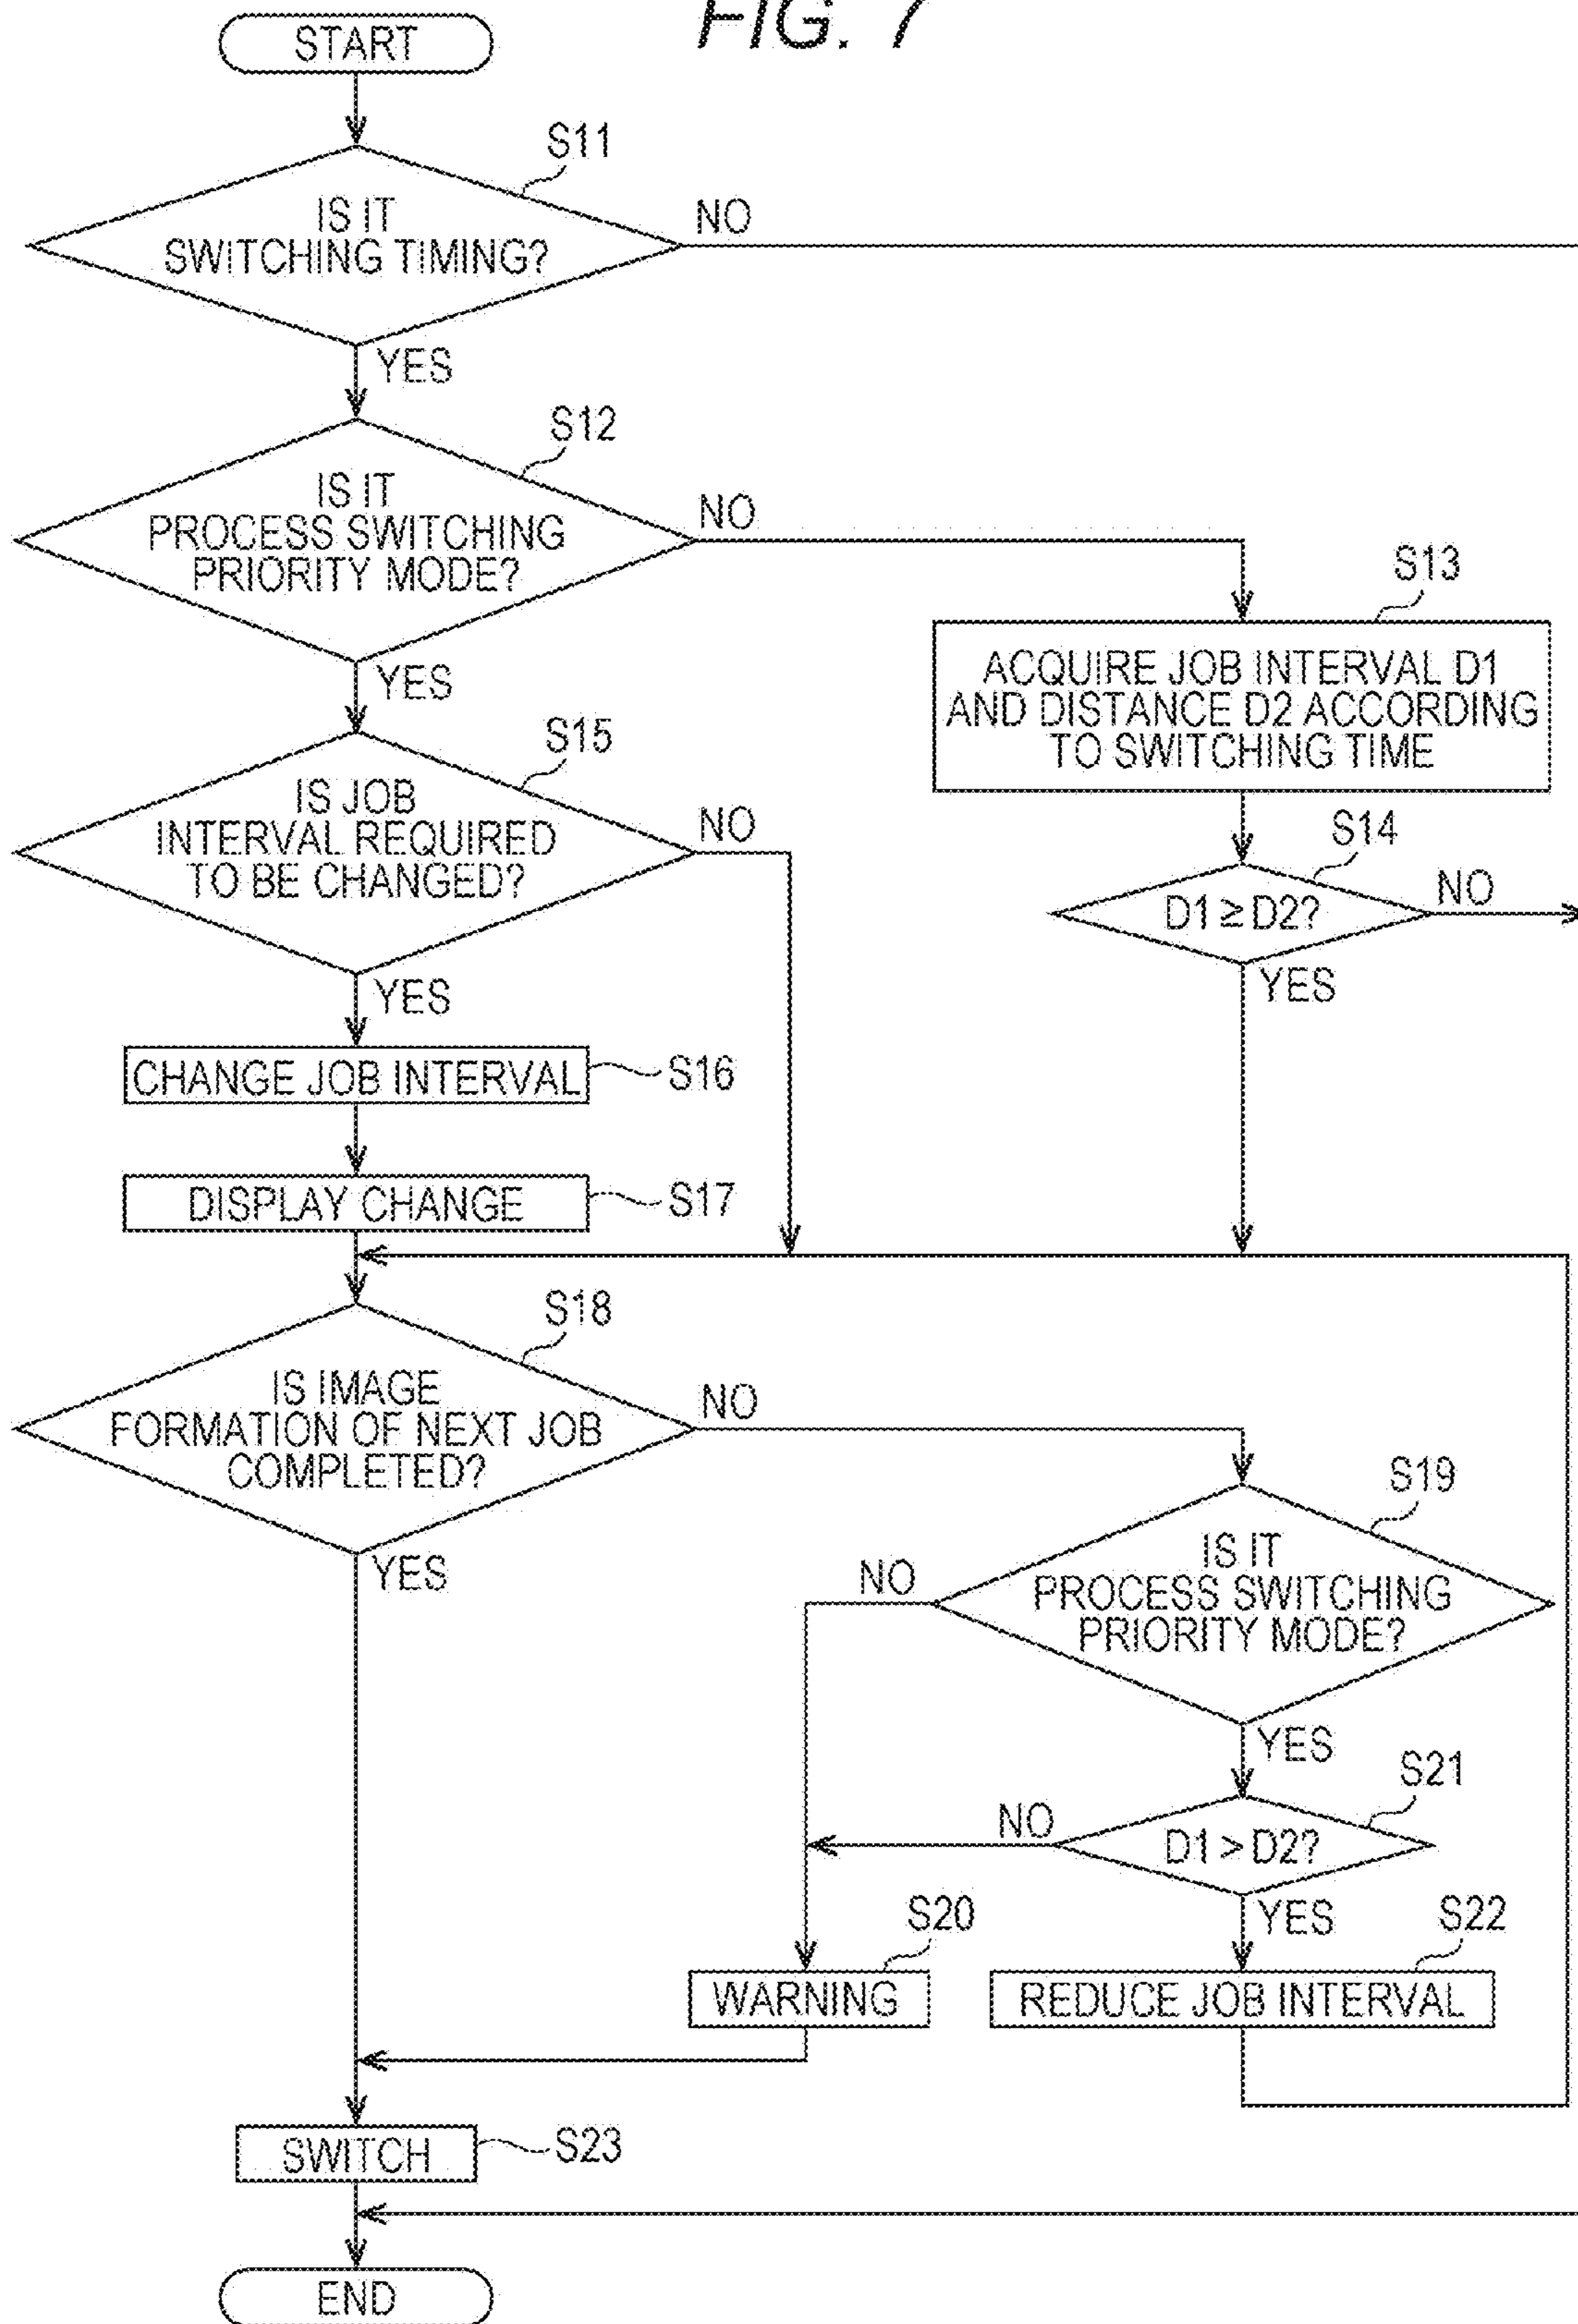 FIG. 7
START
S11
IS IT
SWITCHING TIMING?
NO
YES
S12
IS IT
PROCESS SWITCHING
PRIORITY MODE?
NO
YES
S13
ACQUIRE JOB INTERVAL D1
AND DISTANCE D2 ACCORDING
TO SWITCHING TIME
S15
IS JOB
INTERVAL REQUIRED
TO BE CHANGED?
NO
YES
S14
D1 ≥ D2?
NO
YES
CHANGE JOB INTERVAL
S16
DISPLAY CHANGE
S17
S18
IS IMAGE
FORMATION OF NEXT JOB
COMPLETED?
NO
YES
S19
IS IT
PROCESS SWITCHING
PRIORITY MODE?
NO
YES
S21
D1 > D2?
NO
YES
S20
WARNING
S22
REDUCE JOB INTERVAL
SWITCH
S23
END